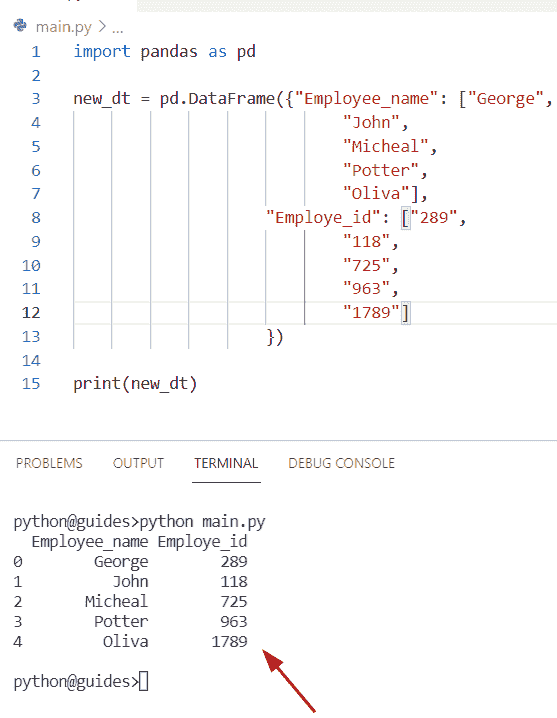 main.py > ...
1 import pandas as pd
2
3 new_dt = pd.DataFrame({"Employee_name": ["George",
4 "John",
5 "Micheal",
6 "Potter",
7 "Oliva"],
8 "Employe_id": ["289",
9 "118",
10 "725",
11 "963",
12 "1789"]
13 })
14
15 print(new_dt)
PROBLEMS OUTPUT TERMINAL DEBUG CONSOLE
python@guides>python main.py
Employee_name Employe_id
0 George 289
1 John 118
2 Micheal 725
3 Potter 963
4 Oliva 1789
python@guides>